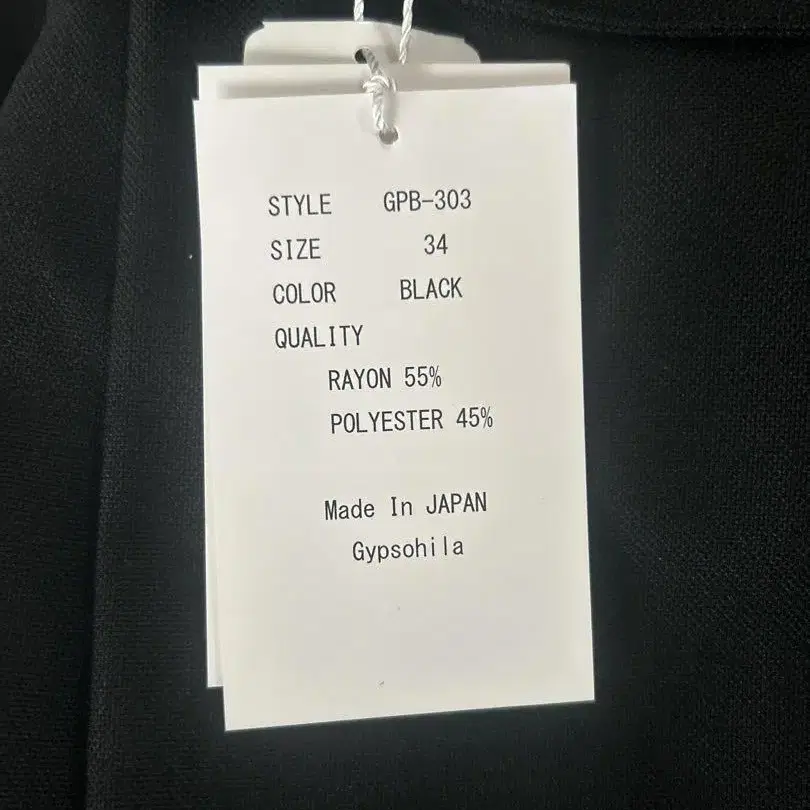 STYLE GPB-303
SIZE 34
COLOR BLACK
QUALITY
RAYON 55%
POLYESTER 45%
Made In JAPAN
Gypsohila